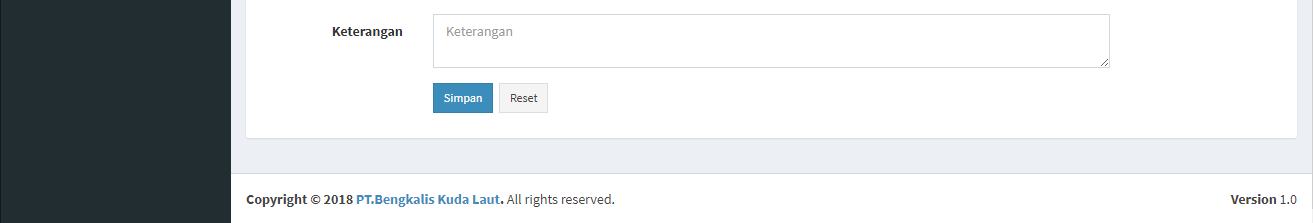 Keterangan Keterangan
Simpan Reset
Copyright © 2018 PT.Bengkalis Kuda Laut. All rights reserved. Version 1.0